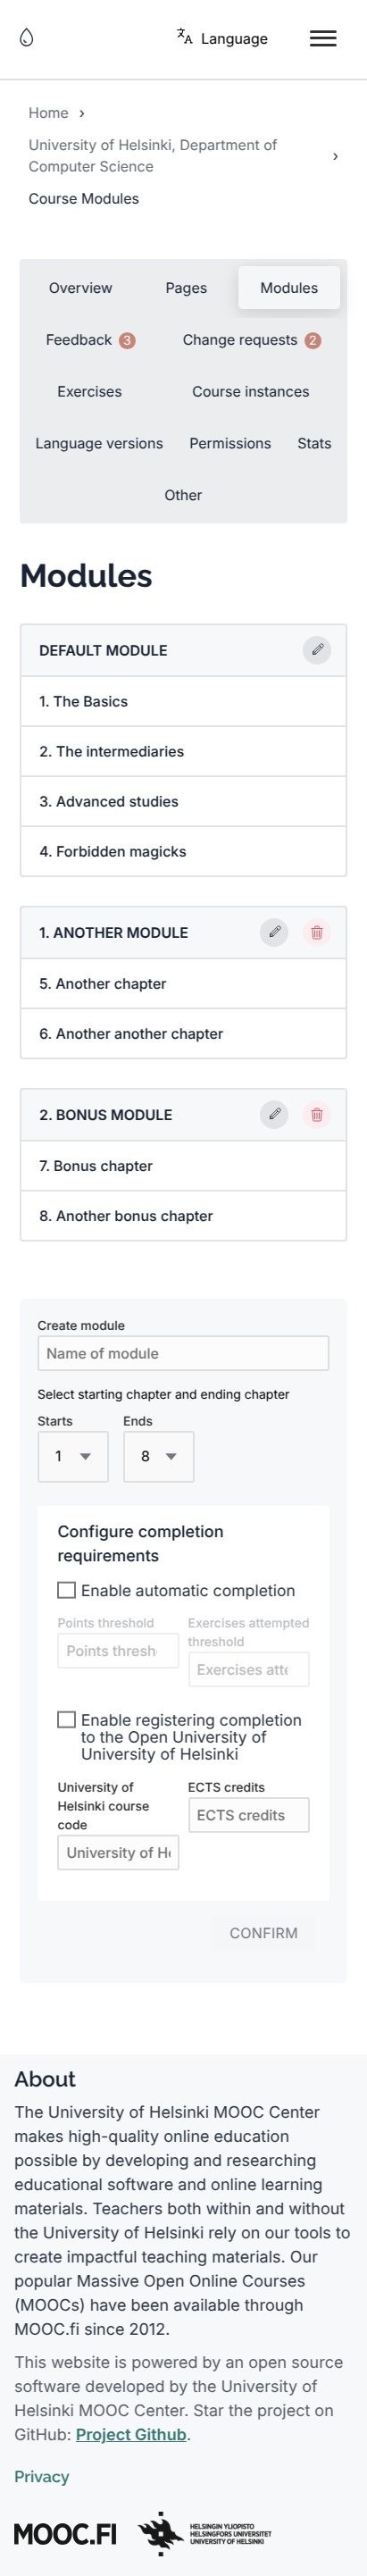 Language
Home ›
University of Helsinki, Department of
Computer Science ›
Course Modules
Overview Pages Modules
Feedback 3 Change requests 2
Exercises Course instances
Language versions Permissions Stats
Other
Modules
DEFAULT MODULE
1. The Basics
2. The intermediaries
3. Advanced studies
4. Forbidden magicks
1. ANOTHER MODULE
5. Another chapter
6. Another another chapter
2. BONUS MODULE
7. Bonus chapter
8. Another bonus chapter
Create module
Name of module
Select starting chapter and ending chapter
Starts Ends
1 8
Configure completion
requirements
Enable automatic completion
Points threshold
Points thresh
Exercises attempted
threshold
Exercises atte
Enable registering completion
to the Open University of
University of Helsinki
University of
Helsinki course
code
University of He
ECTS credits
ECTS credits
CONFIRM
About
The University of Helsinki MOOC Center
makes high-quality online education
possible by developing and researching
educational software and online learning
materials. Teachers both within and without
the University of Helsinki rely on our tools to
create impactful teaching materials. Our
popular Massive Open Online Courses
(MOOCs) have been available through
MOOC.fi since 2012.
This website is powered by an open source
software developed by the University of
Helsinki MOOC Center. Star the project on
GitHub: Project Github.
Privacy
MOOC.FI
HELSINGIN YLIOPISTO
HELSINGFORS UNIVERSITET
UNIVERSITY OF HELSINKI